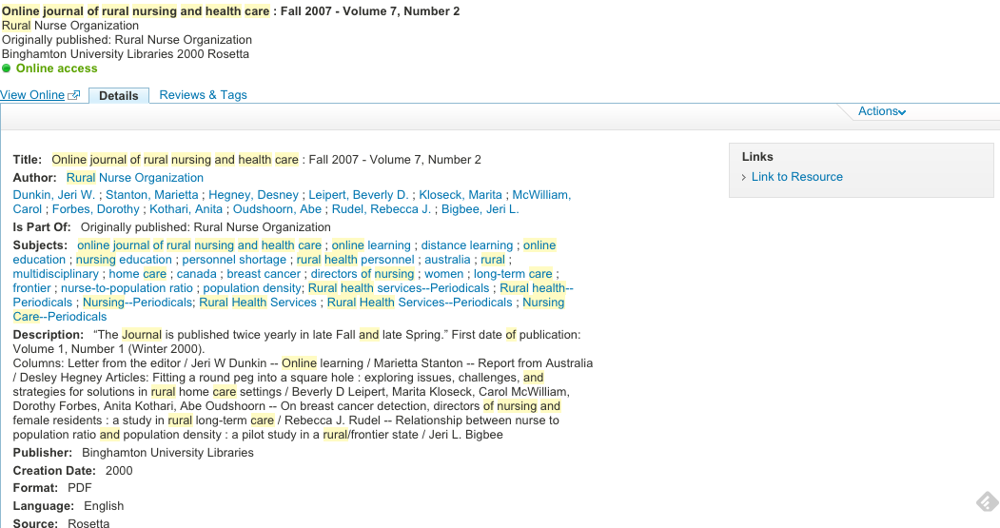 Online journal of rural nursing and health care : Fall 2007 - Volume 7, Number 2
Rural Nurse Organization
Originally published: Rural Nurse Organization
Binghamton University Libraries 2000 Rosetta
Online access
View Online Details Reviews & Tags
Actions
Title: Online journal of rural nursing and health care : Fall 2007 - Volume 7, Number 2
Author: Rural Nurse Organization
Dunkin, Jeri W. ; Stanton, Marietta ; Hegney, Desney ; Leipert, Beverly D. ; Kloseck, Marita ; McWilliam,
Carol ; Forbes, Dorothy ; Kothari, Anita ; Oudshoorn, Abe ; Rudel, Rebecca J. ; Bigbee, Jeri L.
Is Part Of: Originally published: Rural Nurse Organization
Subjects: online journal of rural nursing and health care ; online learning ; distance learning ; online
education ; nursing education ; personnel shortage ; rural health personnel ; australia ; rural ;
multidisciplinary ; home care ; canada ; breast cancer ; directors of nursing ; women ; long-term care ;
frontier ; nurse-to-population ratio ; population density; Rural health services--Periodicals ; Rural health--
Periodicals ; Nursing--Periodicals; Rural Health Services ; Rural Health Services--Periodicals ; Nursing
Care--Periodicals
Description: “The Journal is published twice yearly in late Fall and late Spring.” First date of publication:
Volume 1, Number 1 (Winter 2000).
Columns: Letter from the editor / Jeri W Dunkin -- Online learning / Marietta Stanton -- Report from Australia
/ Desley Hegney Articles: Fitting a round peg into a square hole : exploring issues, challenges, and
strategies for solutions in rural home care settings / Beverly D Leipert, Marita Kloseck, Carol McWilliam,
Dorothy Forbes, Anita Kothari, Abe Oudshoorn -- On breast cancer detection, directors of nursing and
female residents : a study in rural long-term care / Rebecca J. Rudel -- Relationship between nurse to
population ratio and population density : a pilot study in a rural/frontier state / Jeri L. Bigbee
Publisher: Binghamton University Libraries
Creation Date: 2000
Format: PDF
Language: English
Source: Rosetta
Links
Link to Resource